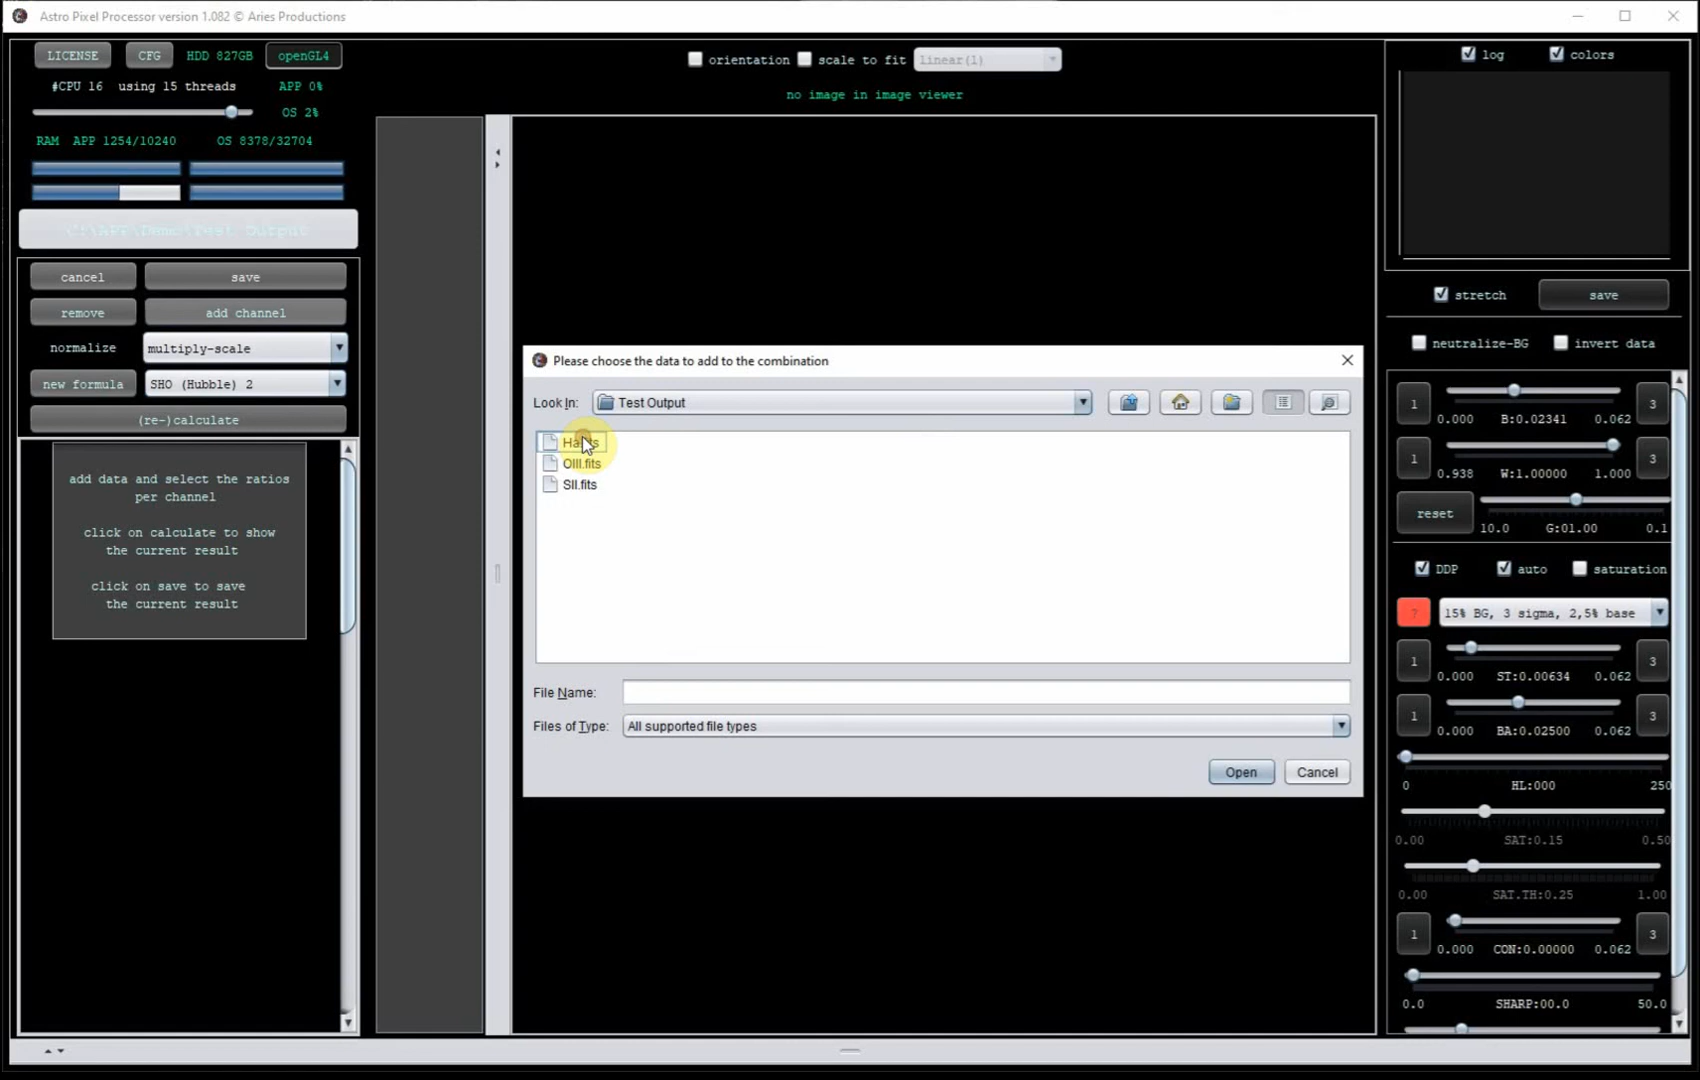 Astro Pixel Processor version 1.082 © Aries Productions
LICENSE CFG HDD 827GB openGL4
#CPU 16 using 15 threads APP 0%
OS 2%
RAM APP 1254/10240 OS 8378/32704
C:\APP\Demo\Test Output
cancel save
remove add channel
normalize multiply-scale
new formula SHO (Hubble) 2
(re-)calculate
add data and select the ratios
per channel
click on calculate to show
the current result
click on save to save
the current result
orientation scale to fit linear(1)
no image in image viewer
Please choose the data to add to the combination
Look In: Test Output
OIII.fits
SII.fits
File Name:
Files of Type: All supported file types
Open Cancel
log colors
stretch save
neutralize-BG invert data
1 3
0.000 B:0.02341 0.062
1 3
0.938 W:1.00000 1.000
reset
10.0 G:01.00 0.1
DDP auto saturation
? 15% BG, 3 sigma, 2,5% base
1 3
0.000 ST:0.00634 0.062
1 3
0.000 BA:0.02500 0.062
0 HL:000 250
0.00 SAT:0.15 0.50
0.00 SAT.TH:0.25 1.00
1 3
0.000 CON:0.00000 0.062
0.0 SHARP:00.0 50.0